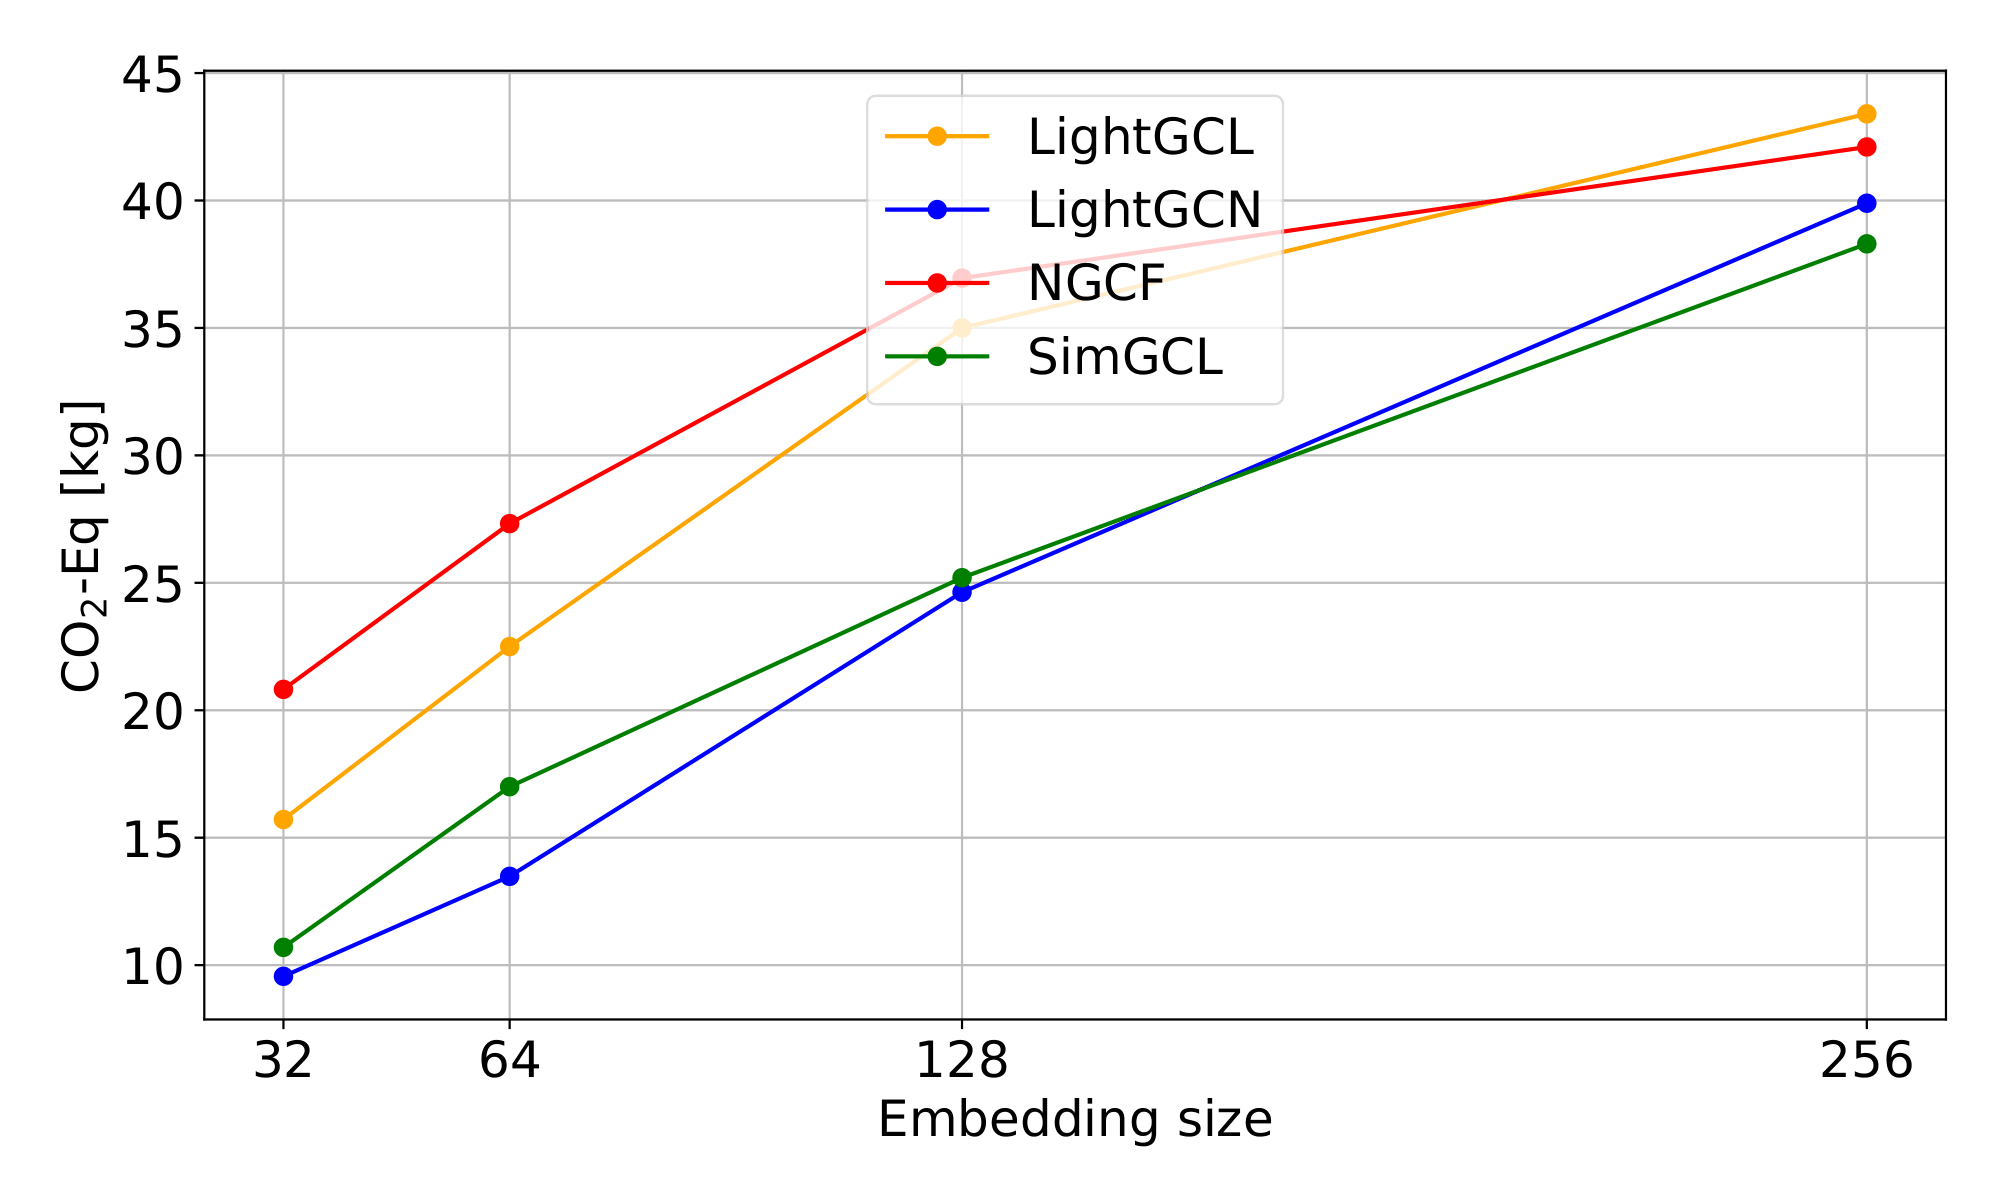 45
40
35
30
25
20
15
10
CO₂-Eq [kg]
LightGCL
LightGCN
NGCF
SimGCL
32 64 128 256
Embedding size